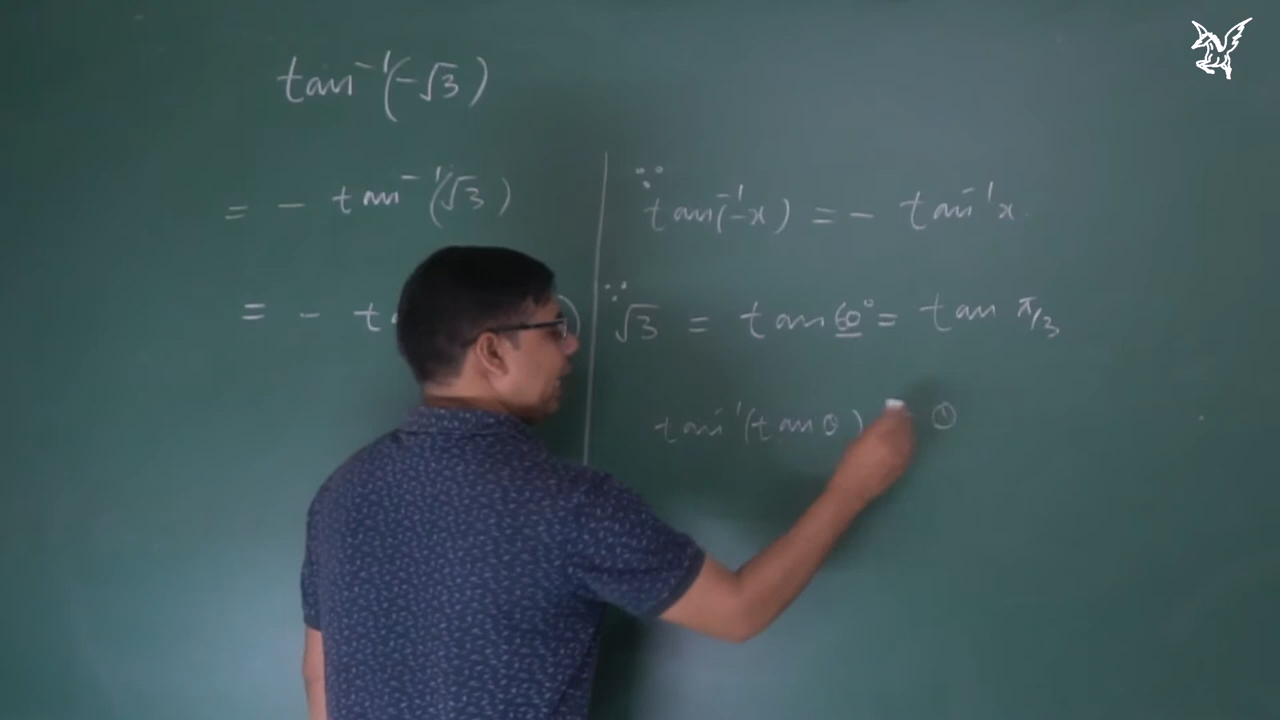 tan⁻¹(-√3)
= - tan⁻¹(√3)
∵ tan⁻¹(-x) = - tan⁻¹x
= - t )
∵ √3 = tan 60° = tan π/3
tan⁻¹(tan θ) θ